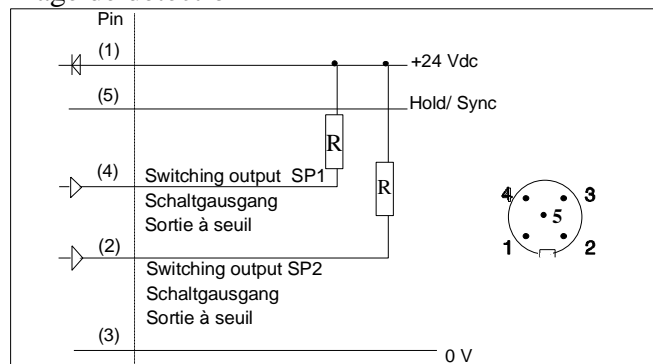 Pin
(1)
+24 Vdc
(5)
Hold/ Sync
R
(4)
Switching output SP1
Schaltgausgang
Sortie à seuil
R
(2)
Switching output SP2
Schaltgausgang
Sortie à seuil
(3)
0 V
4
3
5
1
2